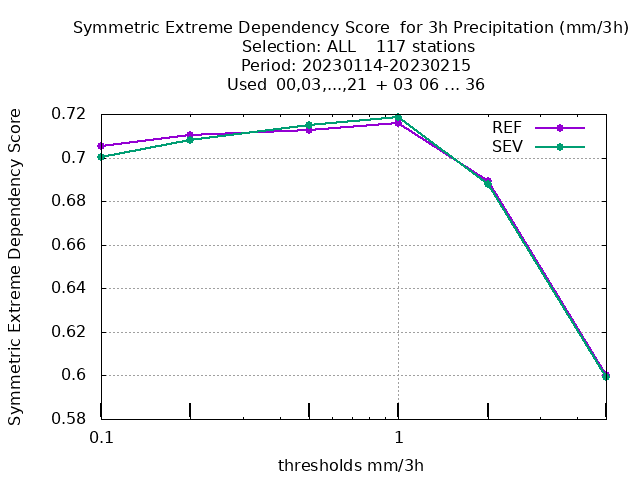 Symmetric Extreme Dependency Score  for 3h Precipitation (mm/3h)
Selection: ALL    117 stations
Period: 20230114-20230215
Used  00,03,...,21  + 03 06 ... 36
Symmetric Extreme Dependency Score
0.72
0.7
0.68
0.66
0.64
0.62
0.6
0.58
REF
SEV
0.1
1
thresholds mm/3h